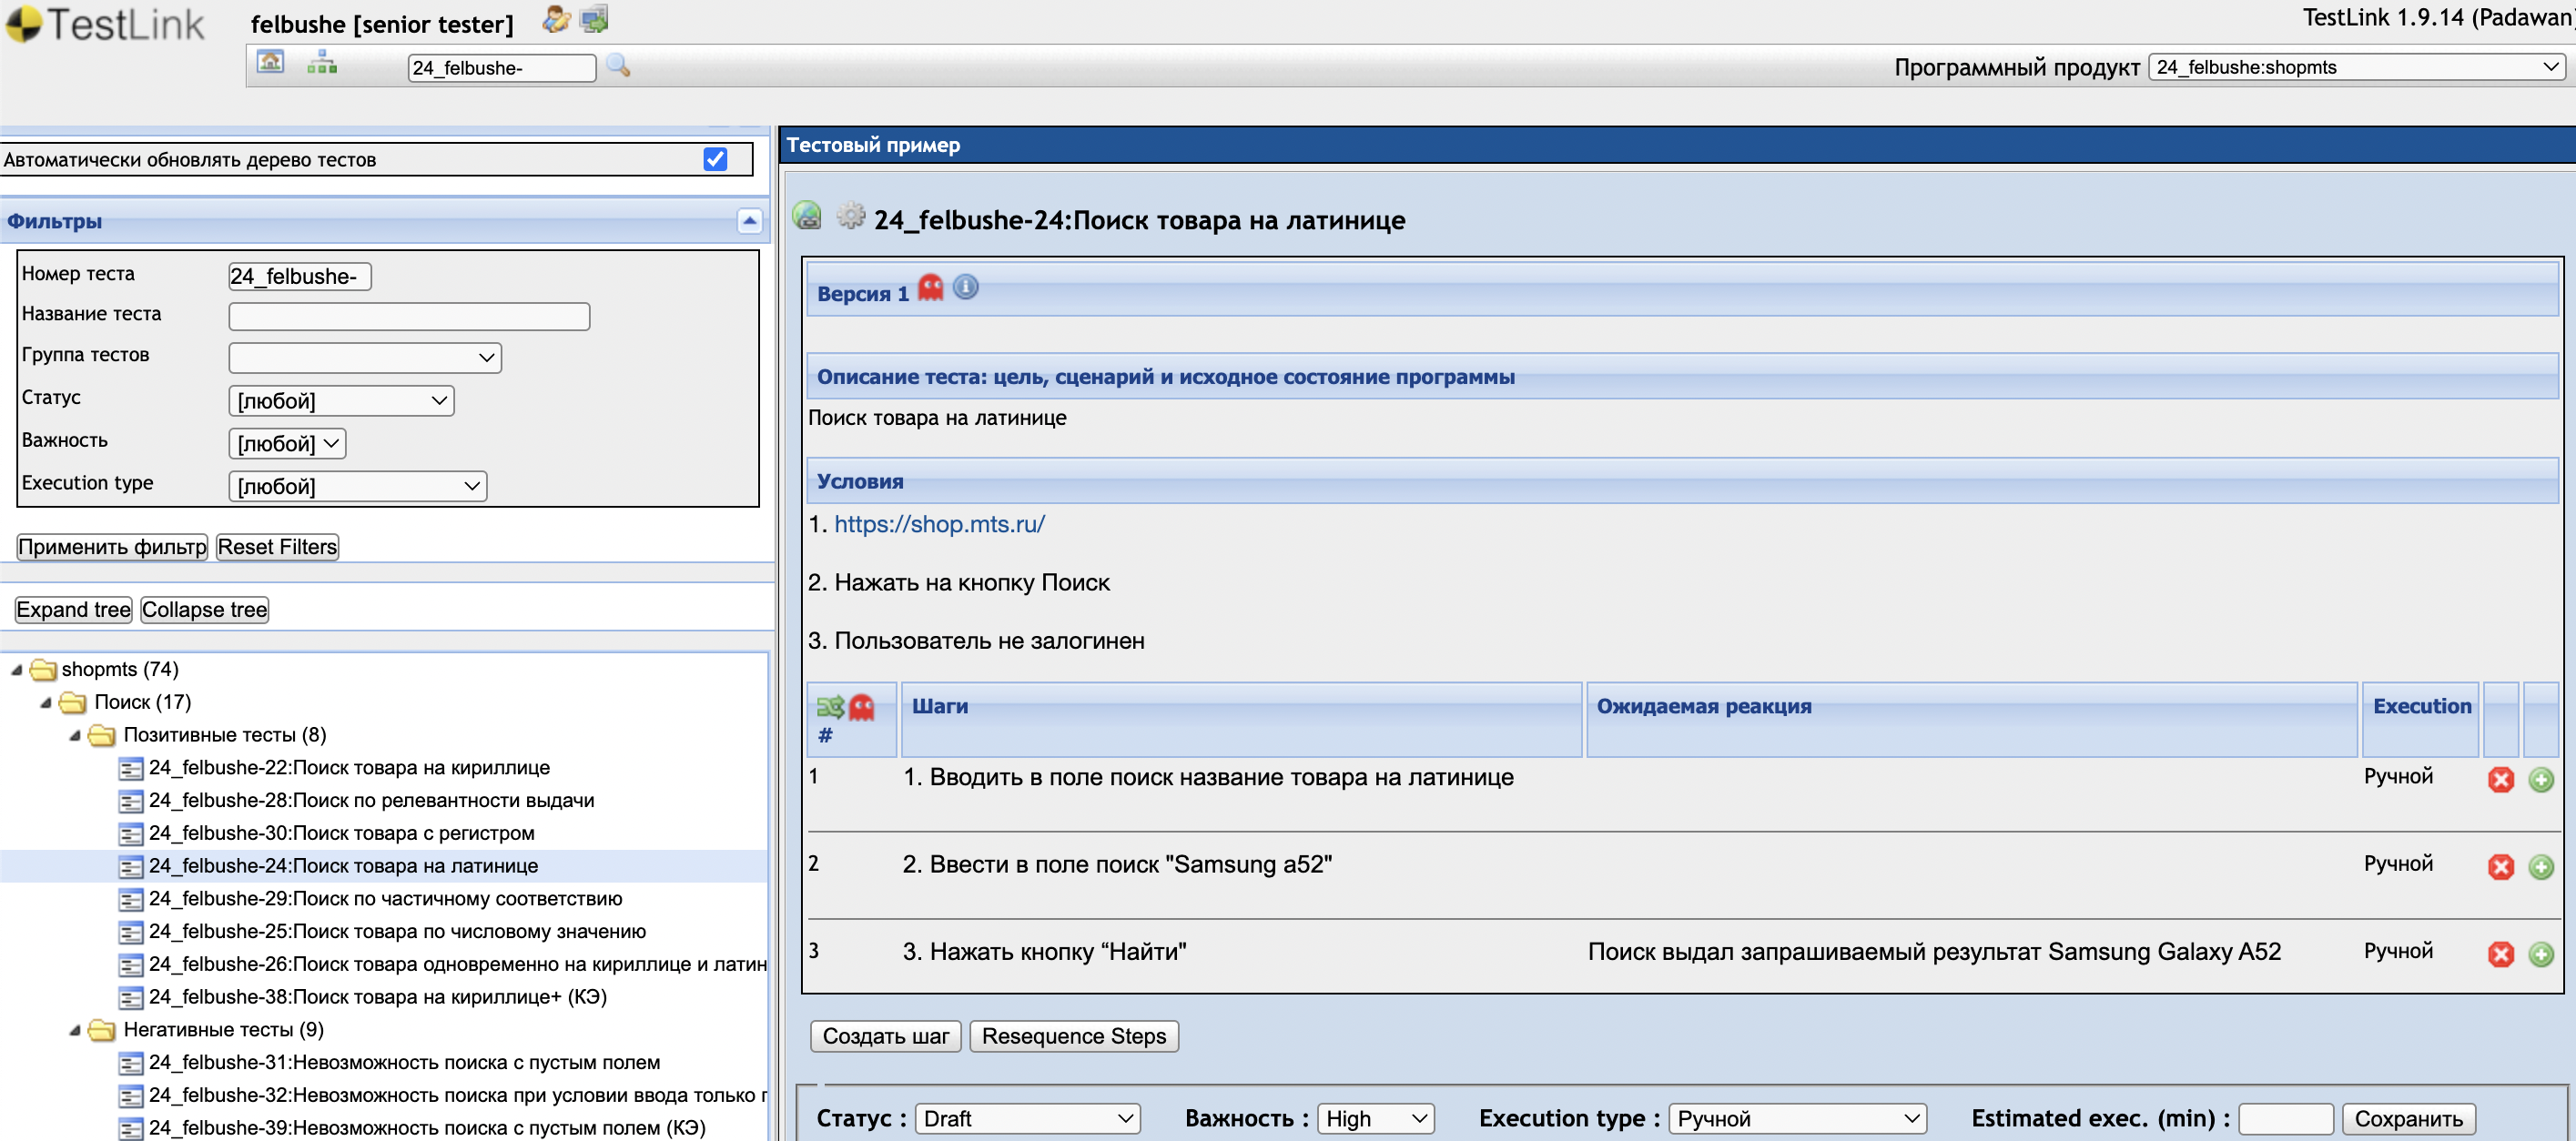 TestLink
felbushe [senior tester]
TestLink 1.9.14 (Padawan)
24_felbushe-
Программный продукт 24_felbushe:shopmts
Автоматически обновлять дерево тестов
Фильтры
Номер теста 24_felbushe-
Название теста
Группа тестов
Статус [любой]
Важность [любой]
Execution type [любой]
Применить фильтр Reset Filters
Expand tree Collapse tree
shopmts (74)
Поиск (17)
Позитивные тесты (8)
24_felbushe-22:Поиск товара на кириллице
24_felbushe-28:Поиск по релевантности выдачи
24_felbushe-30:Поиск товара с регистром
24_felbushe-24:Поиск товара на латинице
24_felbushe-29:Поиск по частичному соответствию
24_felbushe-25:Поиск товара по числовому значению
24_felbushe-26:Поиск товара одновременно на кириллице и латин
24_felbushe-38:Поиск товара на кириллице+ (КЭ)
Негативные тесты (9)
24_felbushe-31:Невозможность поиска с пустым полем
24_felbushe-32:Невозможность поиска при условии ввода только
24_felbushe-39:Невозможность поиска с пустым полем (КЭ)
Тестовый пример
24_felbushe-24:Поиск товара на латинице
Версия 1
Описание теста: цель, сценарий и исходное состояние программы
Поиск товара на латинице
Условия
1. https://shop.mts.ru/
2. Нажать на кнопку Поиск
3. Пользователь не залогинен
# Шаги Ожидаемая реакция Execution
1 1. Вводить в поле поиск название товара на латинице Ручной
2 2. Ввести в поле поиск "Samsung a52" Ручной
3 3. Нажать кнопку “Найти" Поиск выдал запрашиваемый результат Samsung Galaxy A52 Ручной
Создать шаг Resequence Steps
Статус : Draft Важность : High Execution type : Ручной Estimated exec. (min) : Сохранить